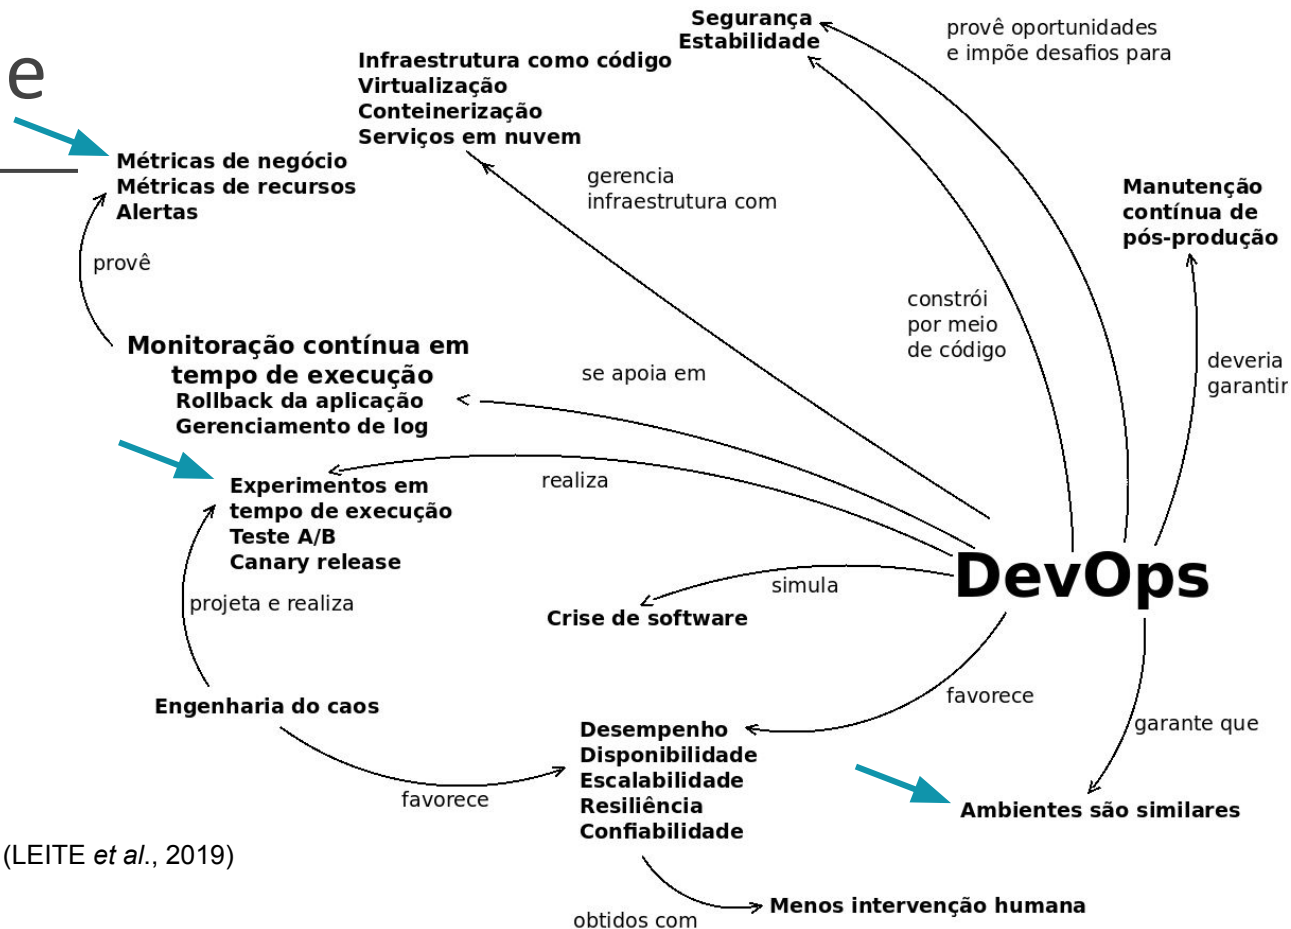 e
Segurança
Estabilidade
provê oportunidades
e impõe desafios para
Infraestrutura como código
Virtualização
Conteinerização
Serviços em nuvem
Métricas de negócio
Métricas de recursos
Alertas
gerencia
infraestrutura com
Manutenção
contínua de
pós-produção
provê
constrói
por meio
de código
Monitoração contínua em
tempo de execução
Rollback da aplicação
Gerenciamento de log
se apoia em
deveria
garantir
Experimentos em
tempo de execução
Teste A/B
Canary release
realiza
DevOps
simula
Crise de software
projeta e realiza
Engenharia do caos
favorece
garante que
Desempenho
Disponibilidade
Escalabilidade
Resiliência
Confiabilidade
favorece
Ambientes são similares
(LEITE et al., 2019)
Menos intervenção humana
obtidos com